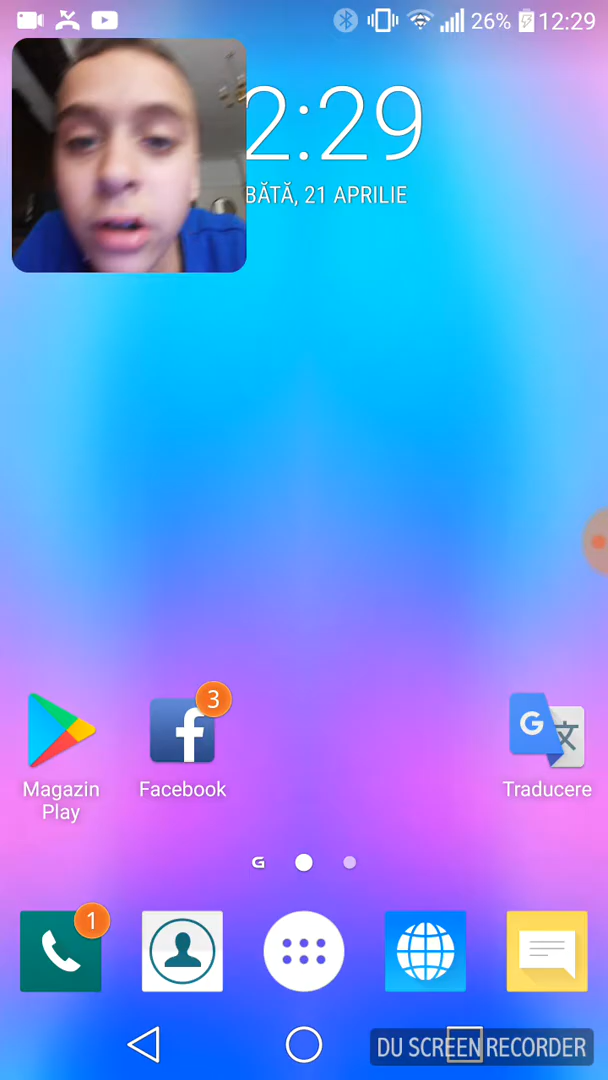 26% 12:29
2:29
BĂTĂ, 21 APRILIE
3
Magazin
Play
Facebook
G
Traducere
G
1
DU SCREEN RECORDER